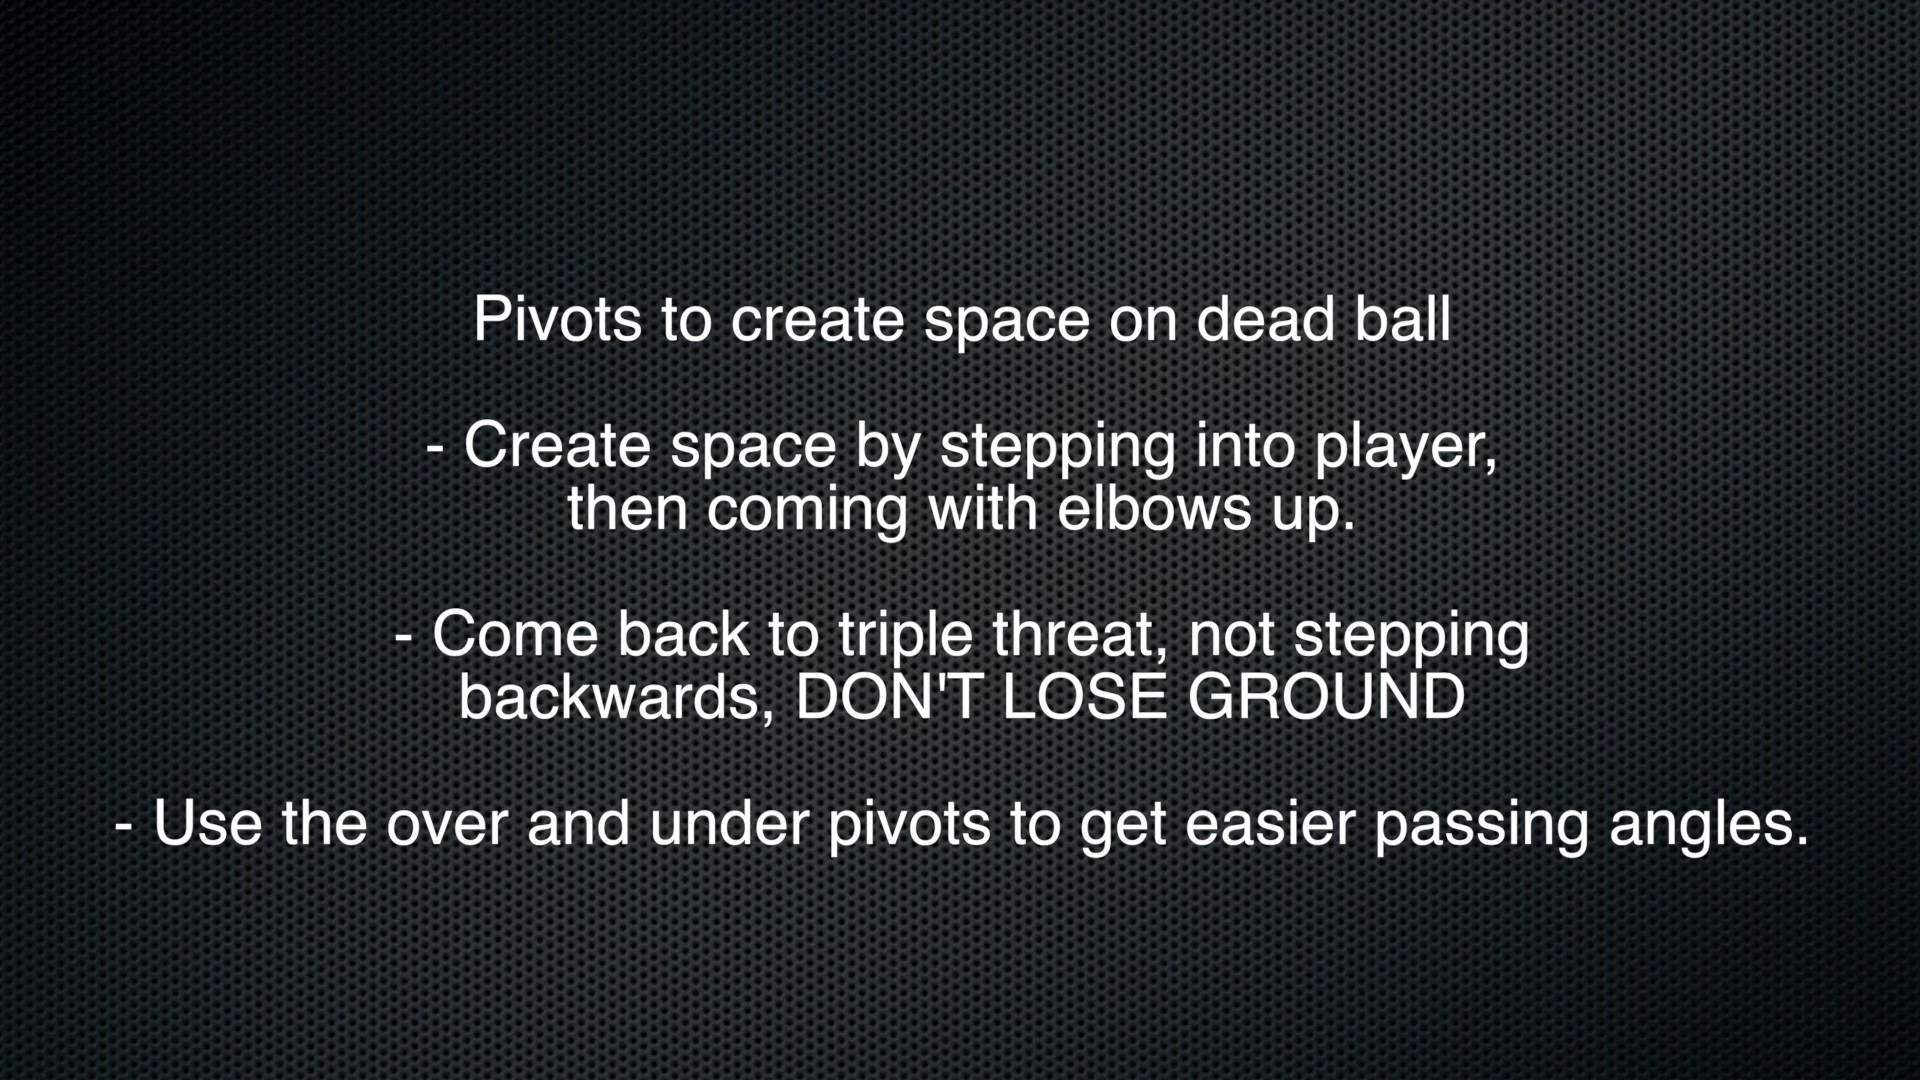 Pivots to create space on dead ball
- Create space by stepping into player,
then coming with elbows up.
- Come back to triple threat, not stepping
backwards, DON'T LOSE GROUND
- Use the over and under pivots to get easier passing angles.